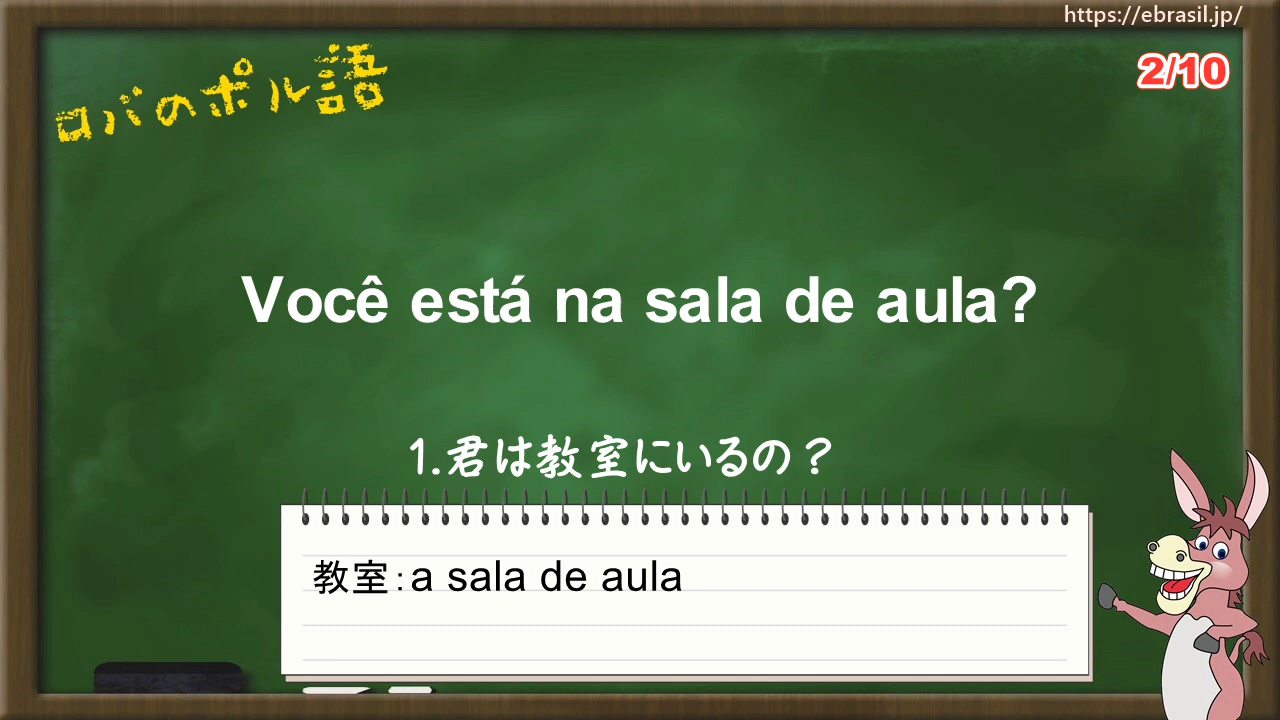 https://ebrasil.jp/
ロバのポル語
2/10
Você está na sala de aula?
1.君は教室にいるの？
教室：a sala de aula